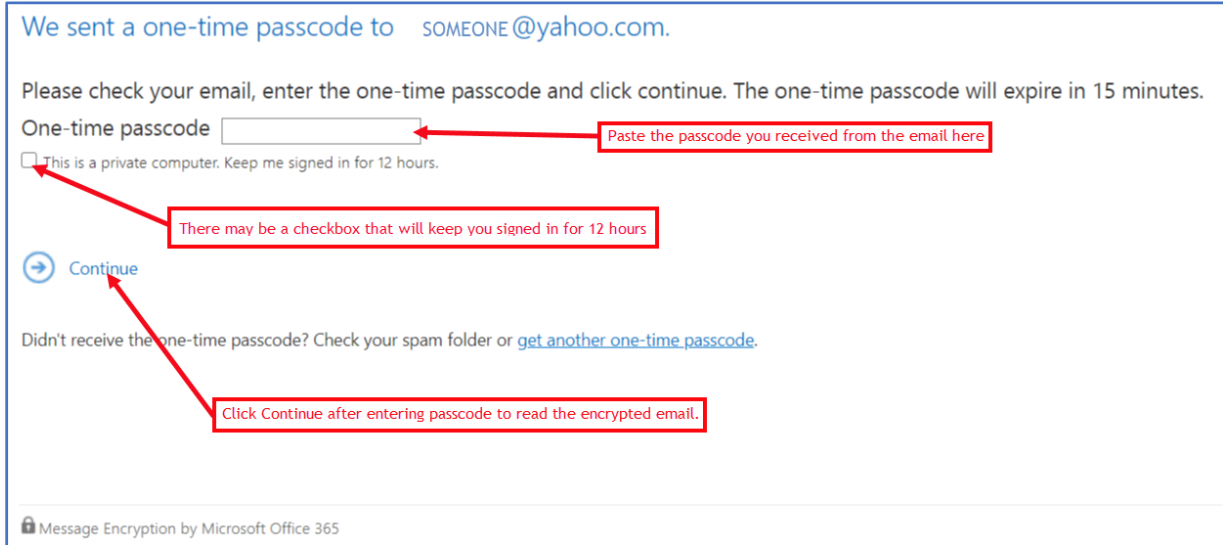 We sent a one-time passcode to SOMEONE@yahoo.com.
Please check your email, enter the one-time passcode and click continue. The one-time passcode will expire in 15 minutes.
One-time passcode
Paste the passcode you received from the email here
This is a private computer. Keep me signed in for 12 hours.
There may be a checkbox that will keep you signed in for 12 hours
Continue
Didn't receive the one-time passcode? Check your spam folder or get another one-time passcode.
Click Continue after entering passcode to read the encrypted email.
Message Encryption by Microsoft Office 365